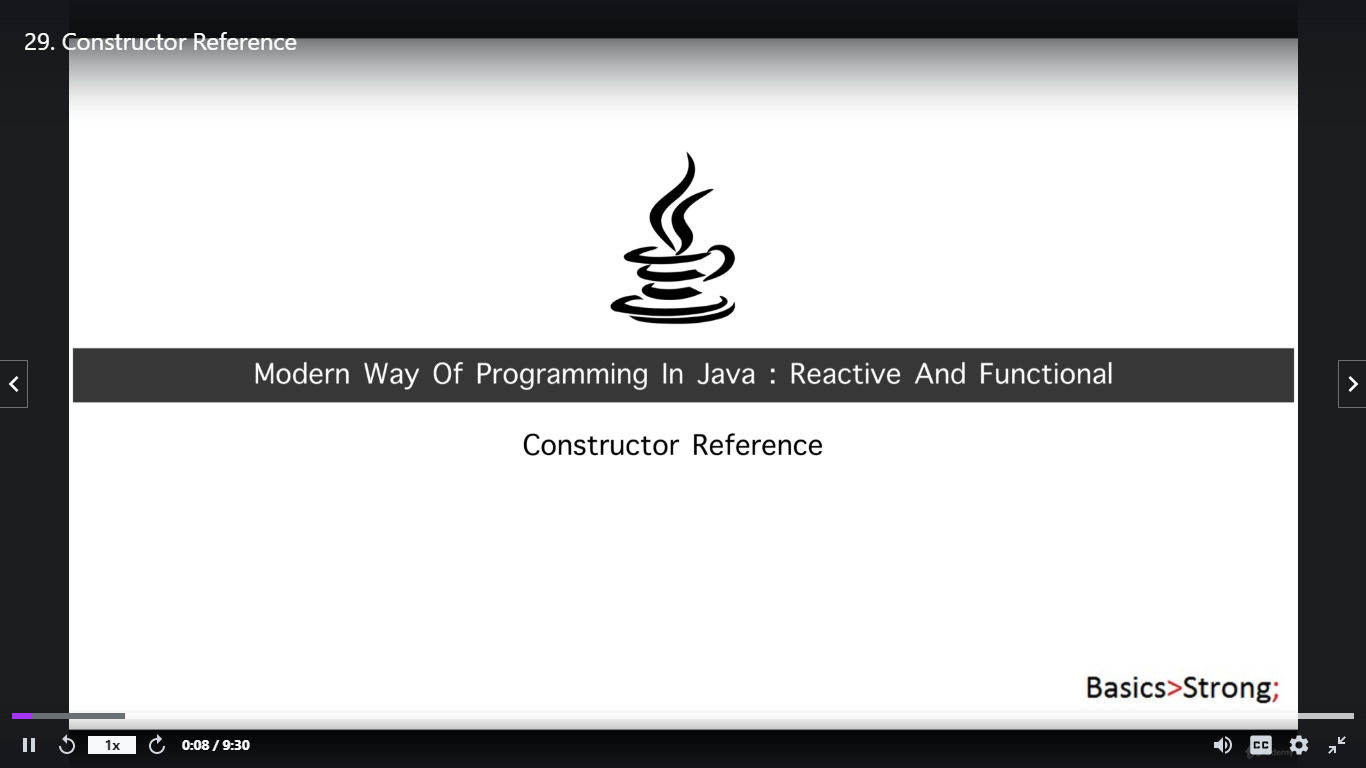 29. Constructor Reference
Modern Way Of Programming In Java : Reactive And Functional
Constructor Reference
Basics>Strong;
1x
0:08 / 9:30
CC